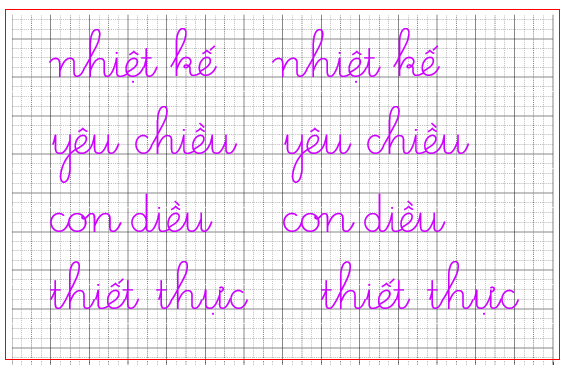 nhiệt kế nhiệt kế
yêu chiều yêu chiều
con diều con diều
thiết thực thiết thực